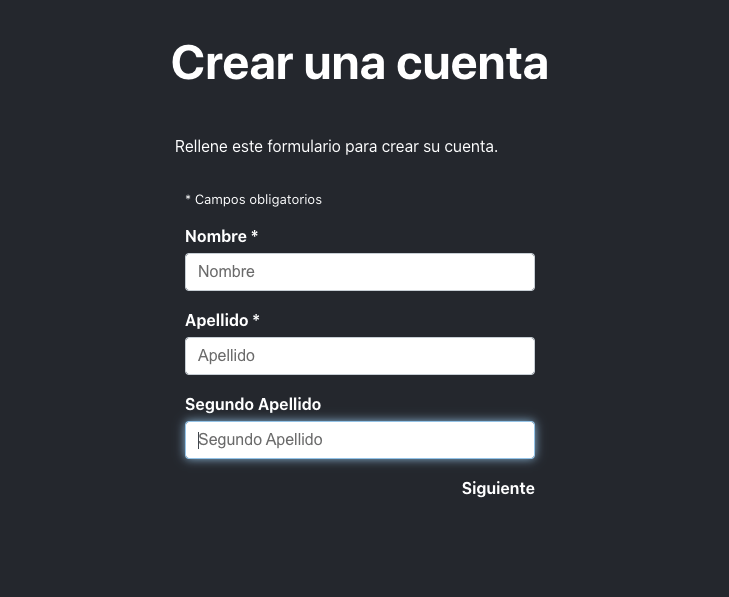 Crear una cuenta
Rellene este formulario para crear su cuenta.
* Campos obligatorios
Nombre *
Nombre
Apellido *
Apellido
Segundo Apellido
Segundo Apellido
Siguiente